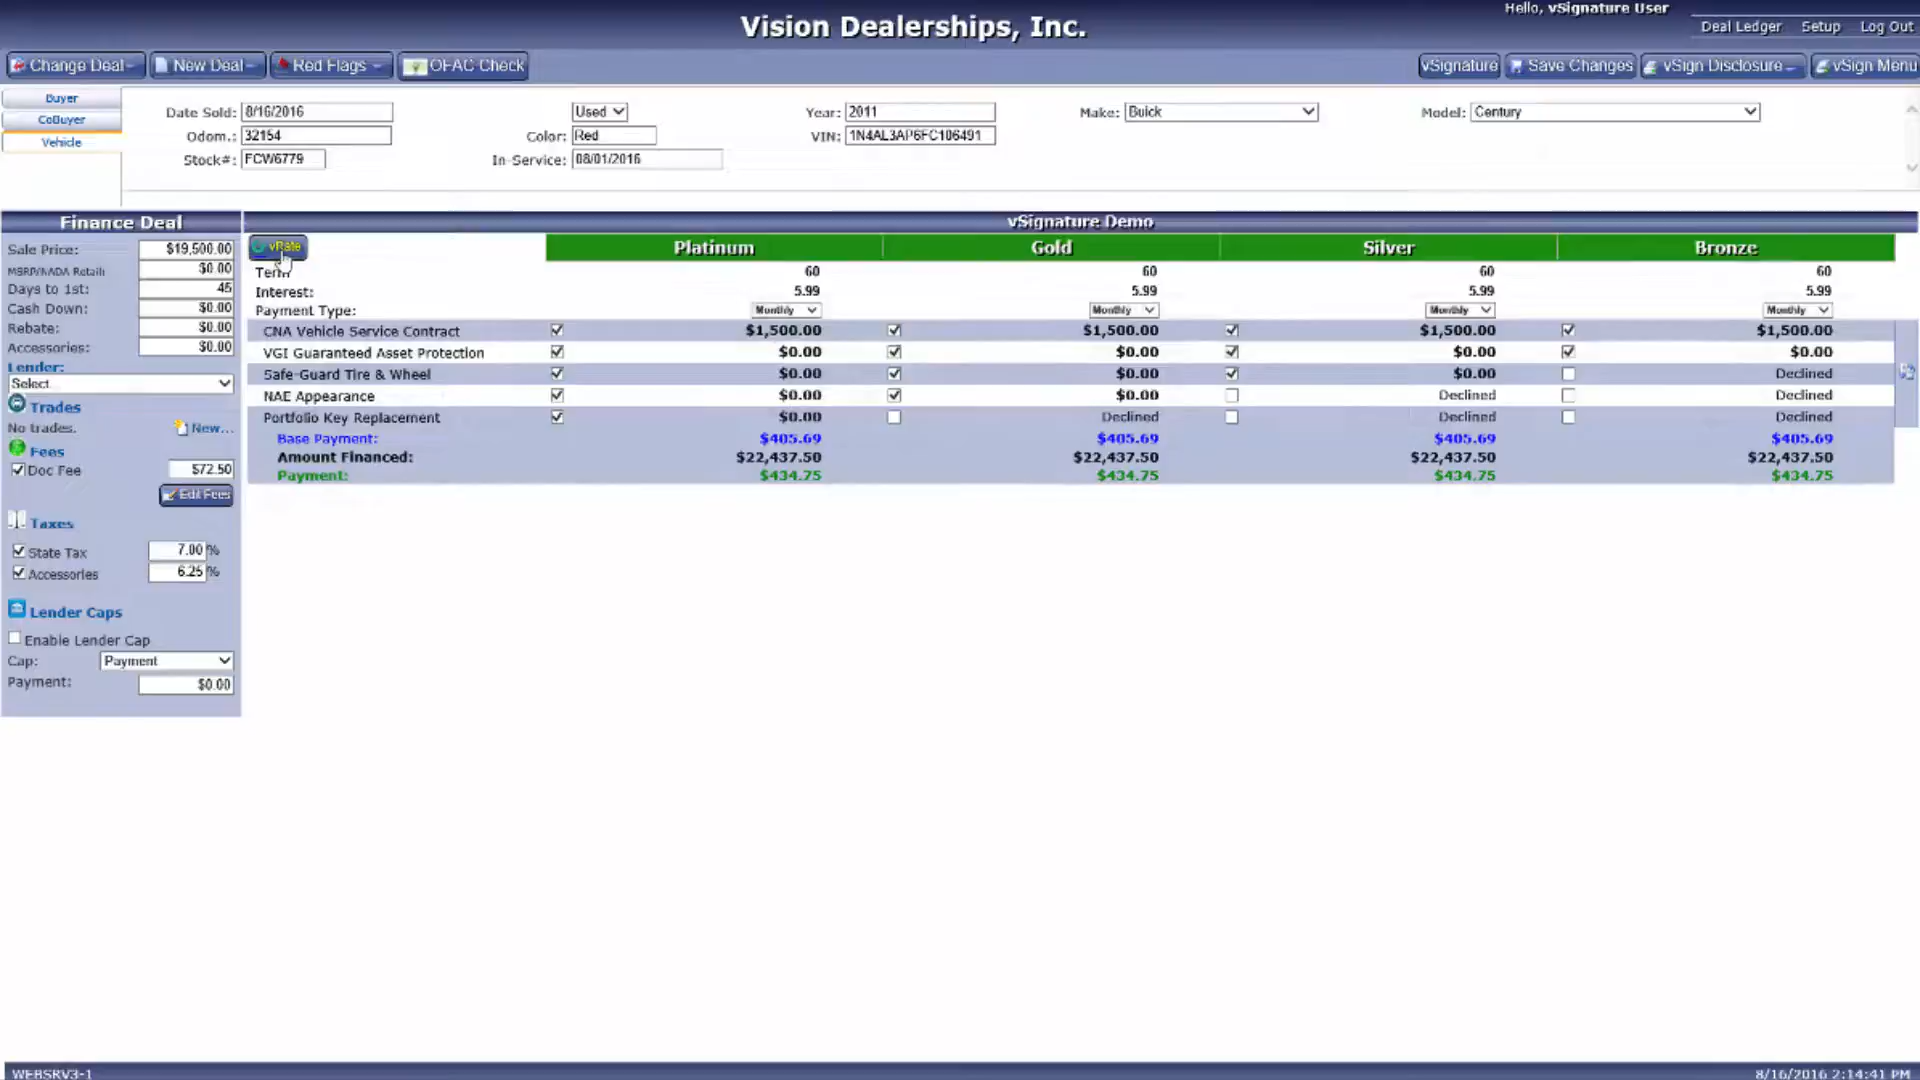 Hello, vSignature User
Vision Dealerships, Inc.
Deal Ledger Setup Log Out
Change Deal New Deal Red Flags OFAC Check vSignature Save Changes vSign Disclosure vSign Menu
Buyer
CoBuyer
Vehicle
Date Sold: 8/16/2016 Used Year: 2011 Make: Buick Model: Century
Odom.: 32154 Color: Red VIN: 1N4AL3AP6FC106491
Stock#: FCW6779 In-Service: 08/01/2016
Finance Deal
Sale Price: $19,500.00
MSRP/NADA Retail: $0.00
Days to 1st: 45
Cash Down: $0.00
Rebate: $0.00
Accessories: $0.00
Lender:
Select
Trades
No trades. New...
Fees
Doc Fee $72.50
Edit Fees
Taxes
State Tax 7.00 %
Accessories 6.25 %
Lender Caps
Enable Lender Cap
Cap: Payment
Payment: $0.00
vSignature Demo
vRate Platinum Gold Silver Bronze
Term 60 60 60 60
Interest: 5.99 5.99 5.99 5.99
Payment Type: Monthly Monthly Monthly Monthly
CNA Vehicle Service Contract $1,500.00 $1,500.00 $1,500.00 $1,500.00
VGI Guaranteed Asset Protection $0.00 $0.00 $0.00 $0.00
Safe-Guard Tire & Wheel $0.00 $0.00 $0.00 Declined
NAE Appearance $0.00 $0.00 Declined Declined
Portfolio Key Replacement $0.00 Declined Declined Declined
Base Payment: $405.69 $405.69 $405.69 $405.69
Amount Financed: $22,437.50 $22,437.50 $22,437.50 $22,437.50
Payment: $434.75 $434.75 $434.75 $434.75
WEBSRV3-1 8/16/2016 2:14:41 PM